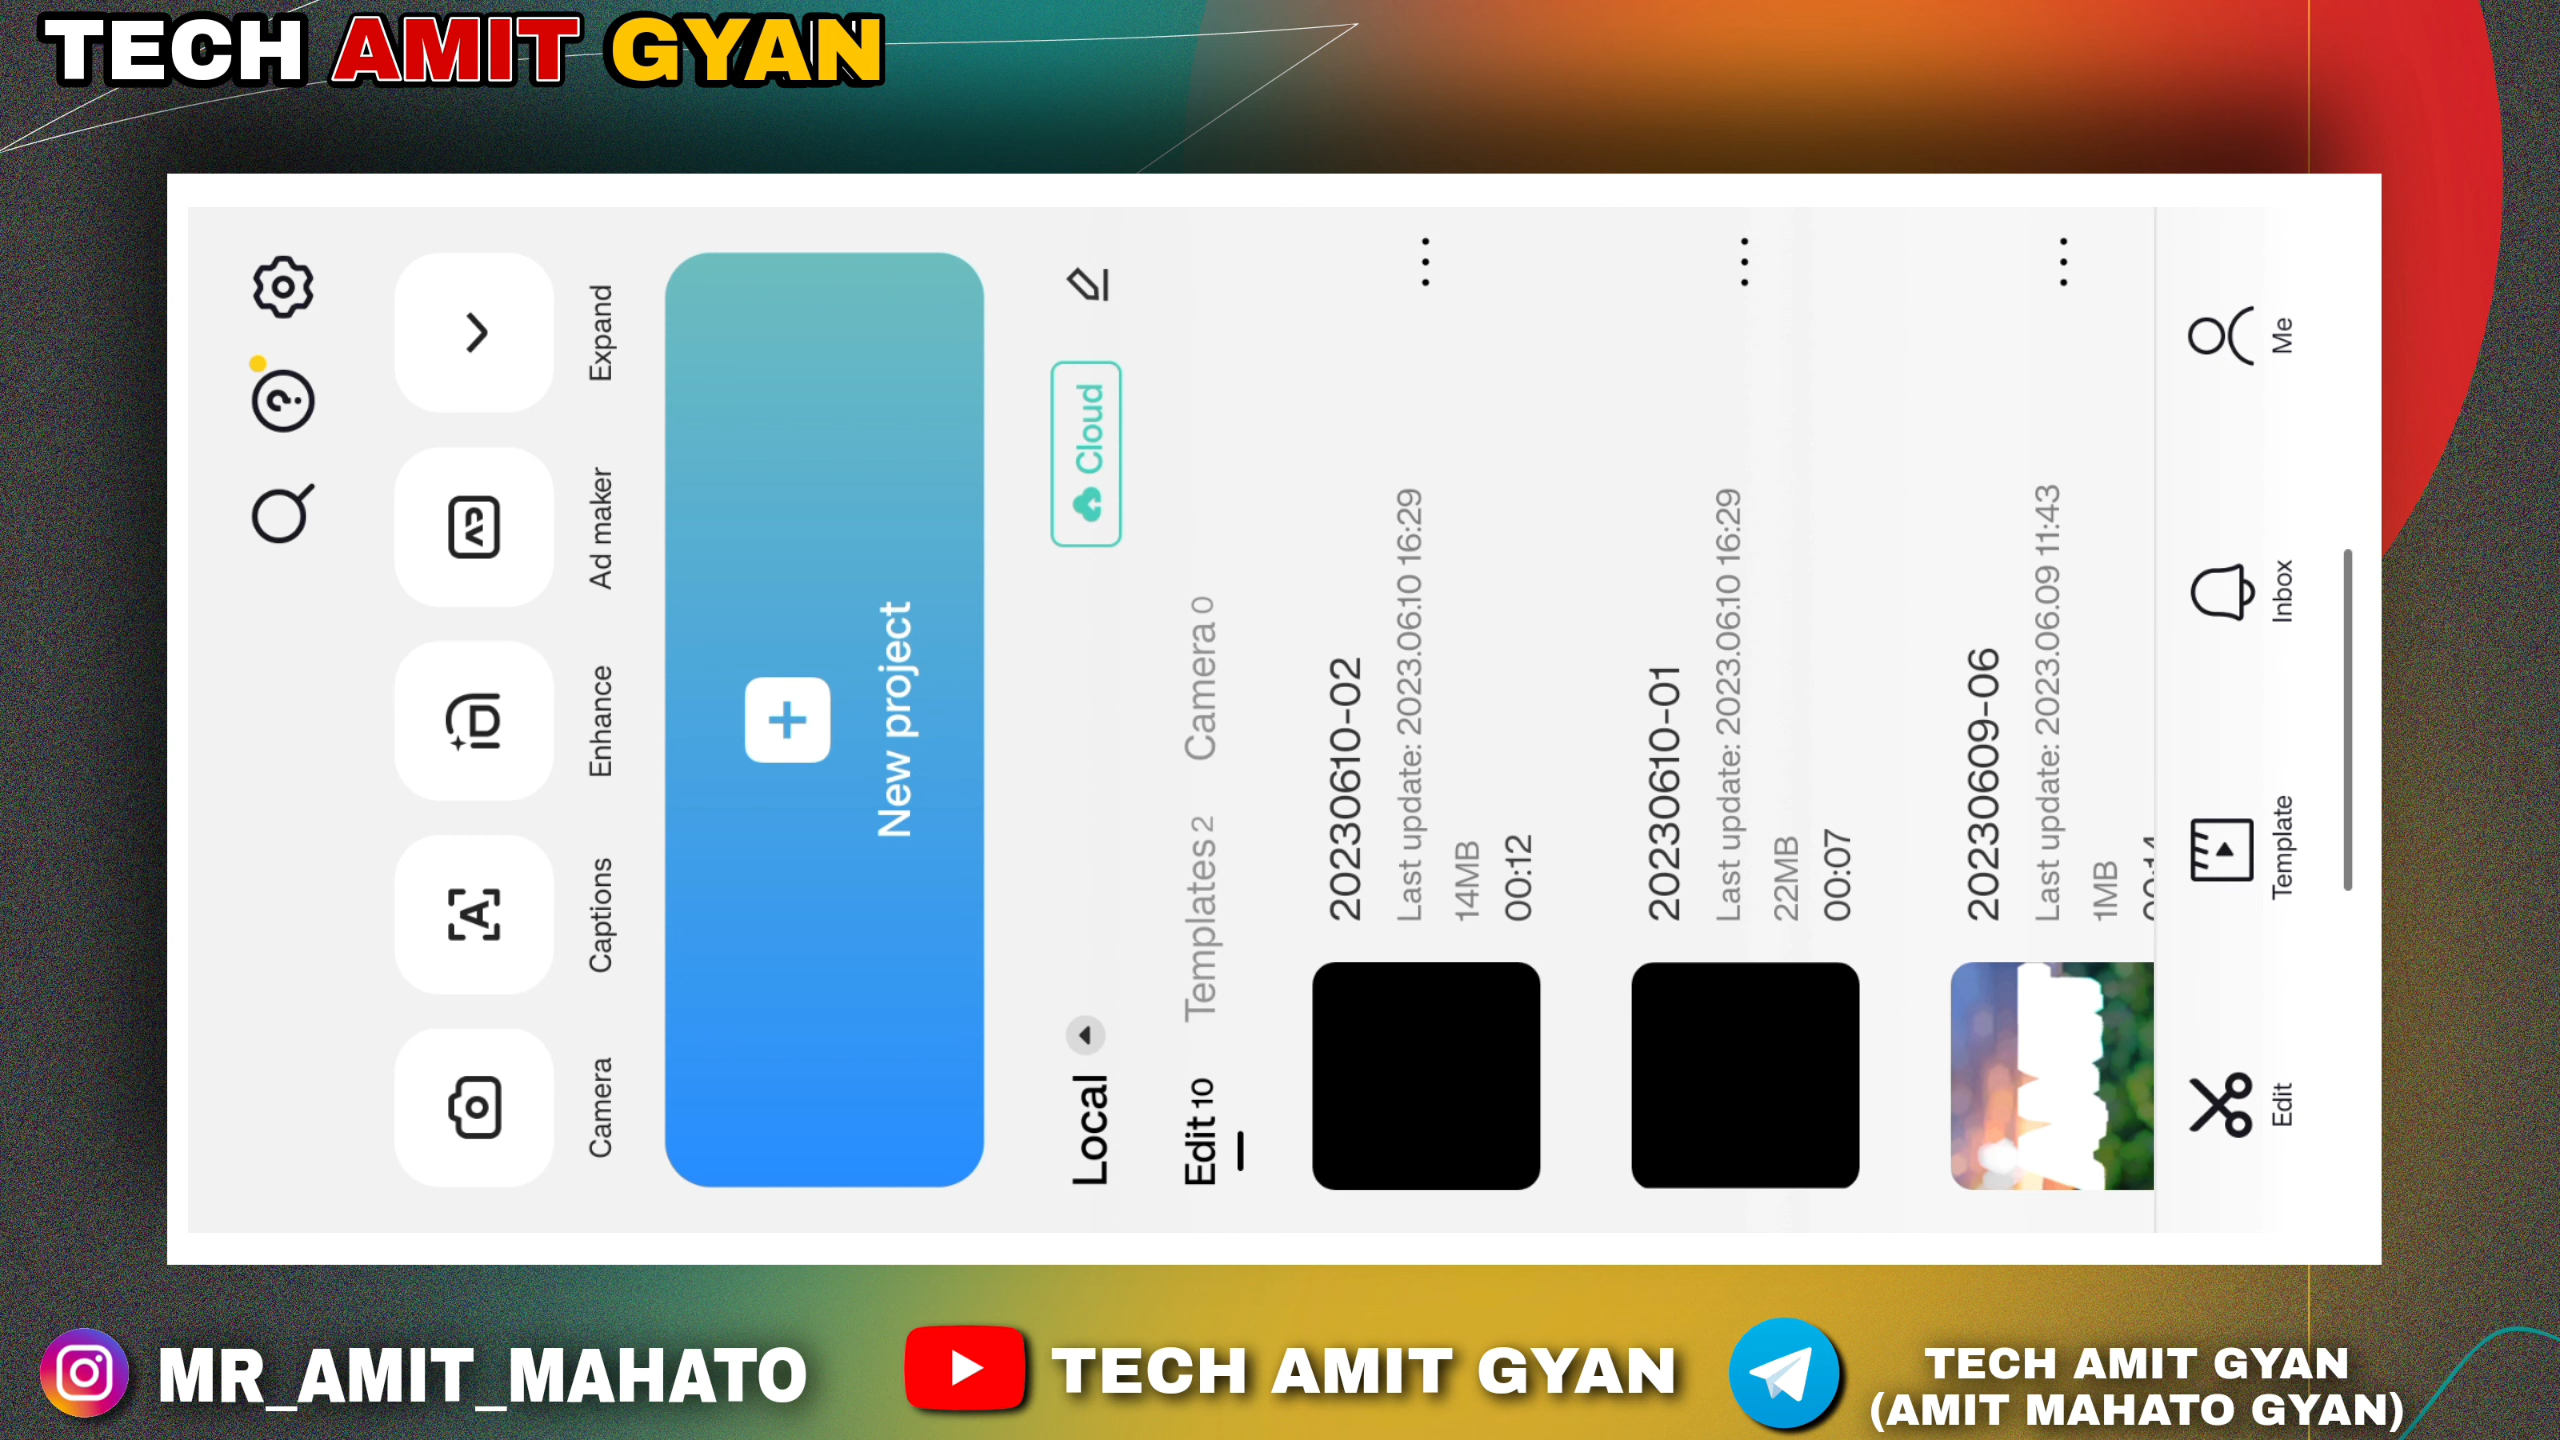 TECH AMIT GYAN
Camera
Captions
Enhance
Ad maker
Expand
New project
Local
Cloud
Edit 10
Templates 2
Camera 0
20230610-02
Last update: 2023.06.10 16:29
14MB
00:12
20230610-01
Last update: 2023.06.10 16:29
22MB
00:07
20230609-06
Last update: 2023.06.09 11:43
1MB
Edit
Template
Inbox
Me
MR_AMIT_MAHATO
TECH AMIT GYAN
TECH AMIT GYAN
(AMIT MAHATO GYAN)